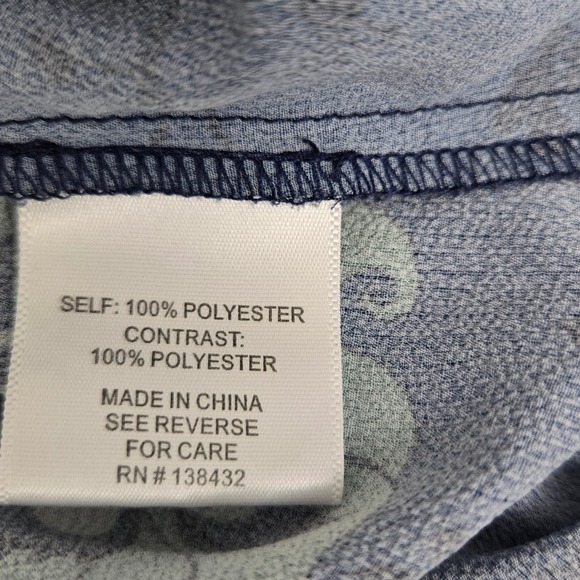 SELF: 100% POLYESTER
CONTRAST:
100% POLYESTER
MADE IN CHINA
SEE REVERSE
FOR CARE
RN # 138432